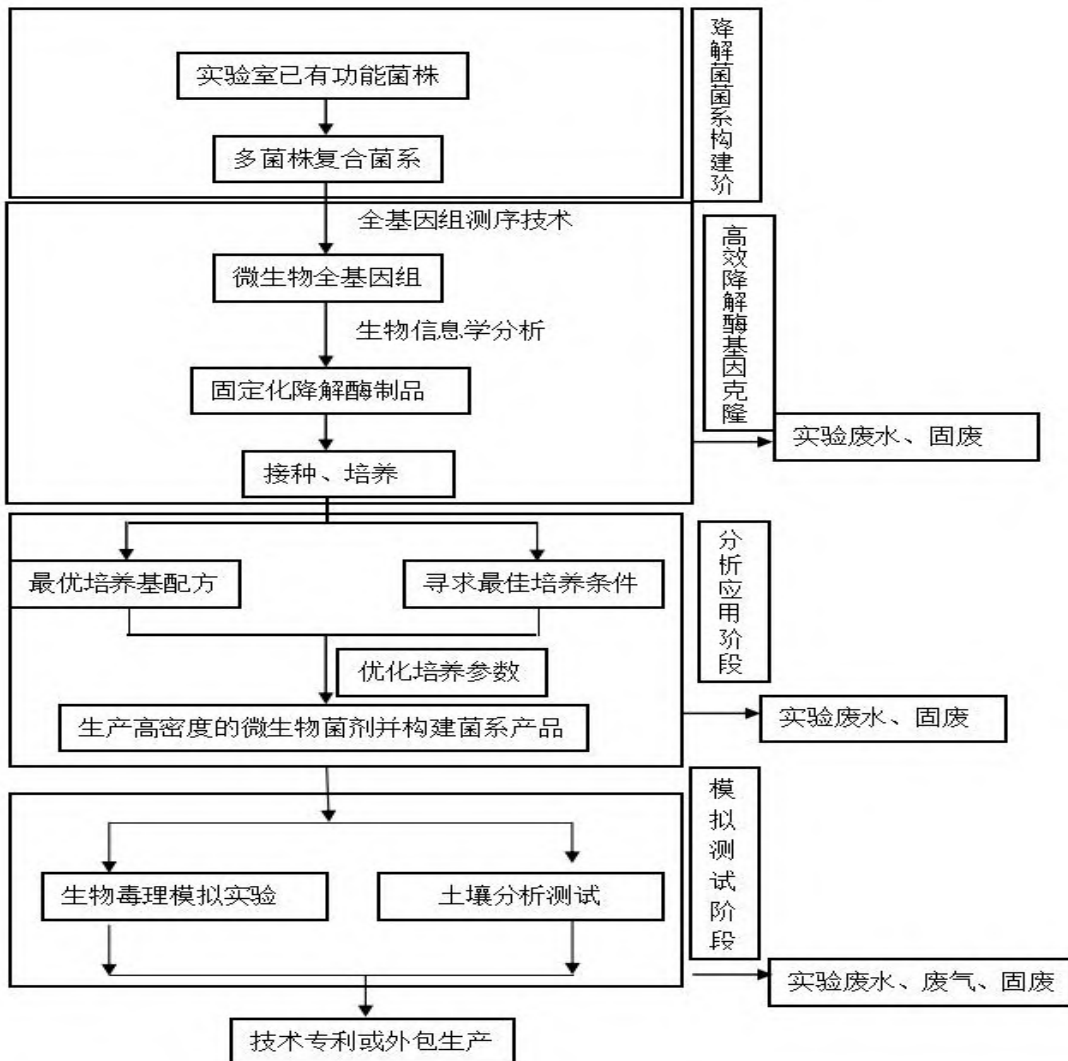 实验室已有功能菌株
多菌株复合菌系
降解菌菌系构建阶
全基因组测序技术
微生物全基因组
生物信息学分析
固定化降解酶制品
接种、培养
高效降解酶基因克隆
实验废水、固废
最优培养基配方
寻求最佳培养条件
优化培养参数
生产高密度的微生物菌剂并构建菌系产品
分析应用阶段
实验废水、固废
生物毒理模拟实验
土壤分析测试
模拟测试阶段
实验废水、废气、固废
技术专利或外包生产